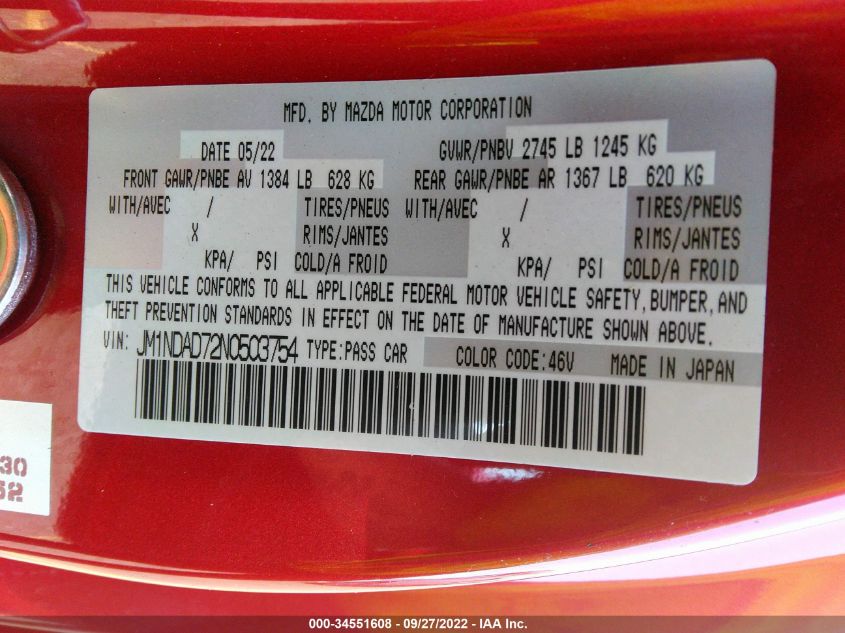 MFD. BY MAZDA MOTOR CORPORATION
DATE 05/22 GVWR/PNBV 2745 LB 1245 KG
FRONT GAWR/PNBE AV 1384 LB 628 KG REAR GAWR/PNBE AR 1367 LB 620 KG
WITH/AVEC / TIRES/PNEUS WITH/AVEC / TIRES/PNEUS
X RIMS/JANTES X RIMS/JANTES
KPA/ PSI COLD/A FROID KPA/ PSI COLD/A FROID
THIS VEHICLE CONFORMS TO ALL APPLICABLE FEDERAL MOTOR VEHICLE SAFETY, BUMPER, AND
THEFT PREVENTION STANDARDS IN EFFECT ON THE DATE OF MANUFACTURE SHOWN ABOVE.
VIN: JM1NDAD72N0503754 TYPE:PASS CAR COLOR CODE:46V MADE IN JAPAN
30
52
000-34551608 - 09/27/2022 - IAA Inc.